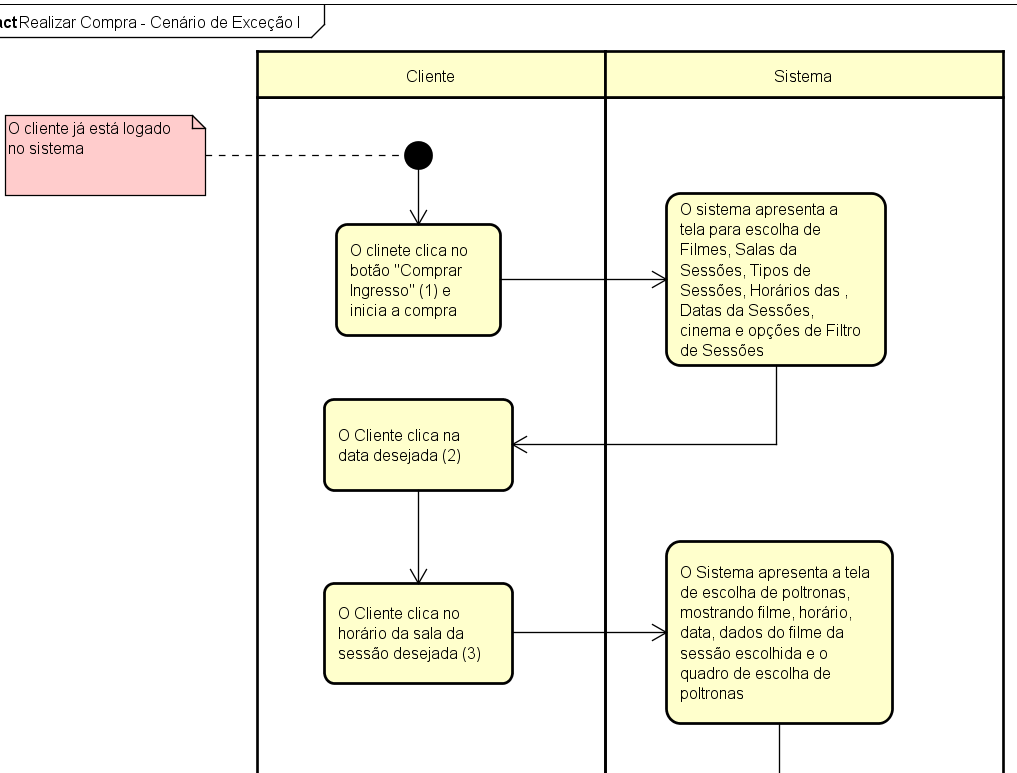 act Realizar Compra - Cenário de Exceção I
Cliente
Sistema
O cliente já está logado
no sistema
O clinete clica no
botão "Comprar
Ingresso" (1) e
inicia a compra
O sistema apresenta a
tela para escolha de
Filmes, Salas da
Sessões, Tipos de
Sessões, Horários das ,
Datas da Sessões,
cinema e opções de Filtro
de Sessões
O Cliente clica na
data desejada (2)
O Cliente clica no
horário da sala da
sessão desejada (3)
O Sistema apresenta a tela
de escolha de poltronas,
mostrando filme, horário,
data, dados do filme da
sessão escolhida e o
quadro de escolha de
poltronas